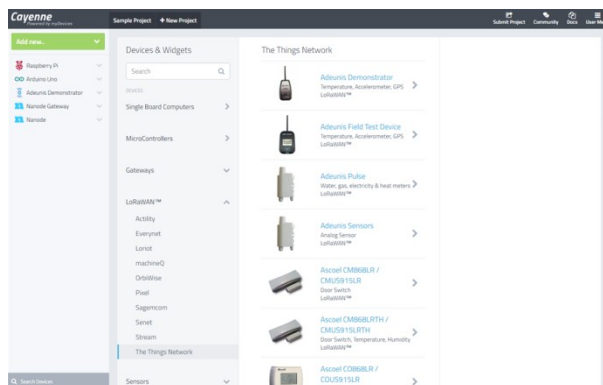 Cayenne
Powered by myDevices
Sample Project
+ New Project
Submit Project
Community
Docs
User Me
Add new...
Raspberry Pi
Arduino Uno
Adeunis Demonstrator
Nanode Gateway
Nanode
Search Devices
Devices & Widgets
Search
DEVICES
Single Board Computers
MicroControllers
Gateways
LoRaWAN™
Actility
Everynet
Loriot
machineQ
OrbiWise
Pixel
Sagemcom
Senet
Stream
The Things Network
Sensors
The Things Network
Adeunis Demonstrator
Temperature, Accelerometer, GPS
LoRaWAN™
Adeunis Field Test Device
Temperature, Accelerometer, GPS
LoRaWAN™
Adeunis Pulse
Water, gas, electricity & heat meters
LoRaWAN™
Adeunis Sensors
Analog Sensor
LoRaWAN™
Ascoel CM868LR /
CMUS915LR
Door Switch
LoRaWAN™
Ascoel CM868LRTH /
CMUS915LRTH
Door Switch, Temperature, Humidity
LoRaWAN™
Ascoel CO868LR /
COUS915LR